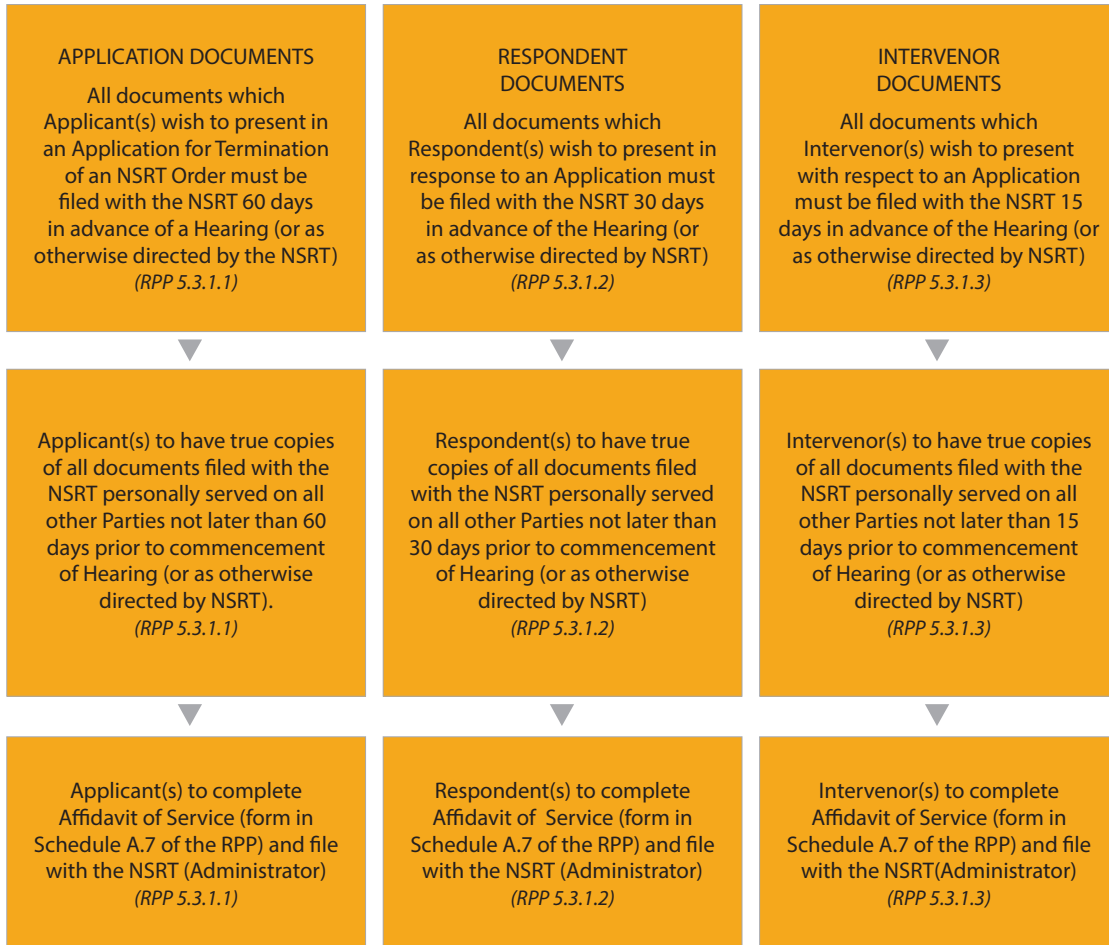 APPLICATION DOCUMENTS
All documents which
Applicant(s) wish to present in
an Application for Termination
of an NSRT Order must be
filed with the NSRT 60 days
in advance of a Hearing (or as
otherwise directed by the NSRT)
(RPP 5.3.1.1)
RESPONDENT
DOCUMENTS
All documents which
Respondent(s) wish to present in
response to an Application must
be filed with the NSRT 30 days
in advance of the Hearing (or
as otherwise directed by NSRT)
(RPP 5.3.1.2)
INTERVENOR
DOCUMENTS
All documents which
Intervenor(s) wish to present
with respect to an Application
must be filed with the NSRT 15
days in advance of the Hearing (or
as otherwise directed by NSRT)
(RPP 5.3.1.3)
Applicant(s) to have true copies
of all documents filed with the
NSRT personally served on all
other Parties not later than 60
days prior to commencement
of Hearing (or as otherwise
directed by NSRT).
(RPP 5.3.1.1)
Respondent(s) to have true
copies of all documents filed
with the NSRT personally served
on all other Parties not later than
30 days prior to commencement
of Hearing (or as otherwise
directed by NSRT)
(RPP 5.3.1.2)
Intervenor(s) to have true copies
of all documents filed with the
NSRT personally served on all
other Parties not later than 15
days prior to commencement
of Hearing (or as otherwise
directed by NSRT)
(RPP 5.3.1.3)
Applicant(s) to complete
Affidavit of Service (form in
Schedule A.7 of the RPP) and file
with the NSRT (Administrator)
(RPP 5.3.1.1)
Respondent(s) to complete
Affidavit of Service (form in
Schedule A.7 of the RPP) and file
with the NSRT (Administrator)
(RPP 5.3.1.2)
Intervenor(s) to complete
Affidavit of Service (form in
Schedule A.7 of the RPP) and file
with the NSRT(Administrator)
(RPP 5.3.1.3)